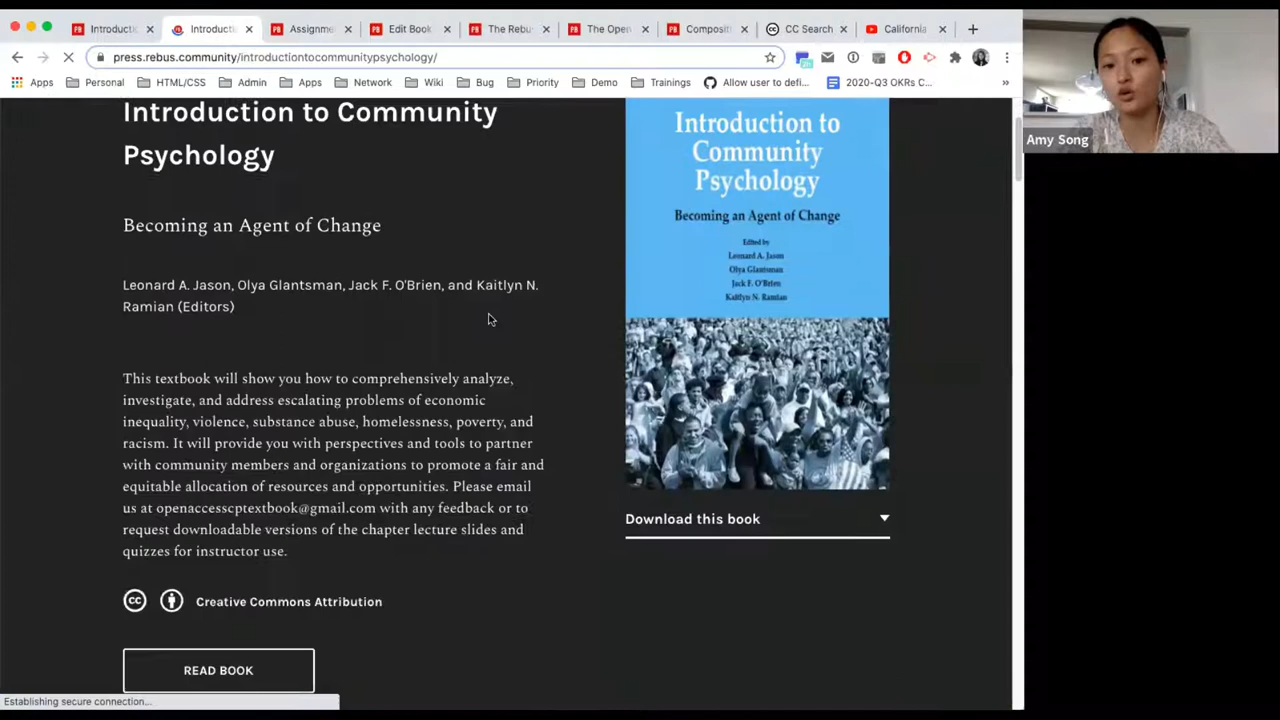 Introductic
Introductic
Assignme
Edit Book
The Rebu
The Open
Composit
CC Search
California
press.rebus.community/introductiontocommunitypsychology/
Apps
Personal
HTML/CSS
Admin
Apps
Network
Bug
Priority
Demo
Trainings
Allow user to defi...
2020-Q3 OKRs C...
»
Amy Song
Introduction to Community
Psychology
Becoming an Agent of Change
Leonard A. Jason, Olya Glantsman, Jack F. O'Brien, and Kaitlyn N.
Ramian (Editors)
This textbook will show you how to comprehensively analyze,
investigate, and address escalating problems of economic
inequality, violence, substance abuse, homelessness, poverty, and
racism. It will provide you with perspectives and tools to partner
with community members and organizations to promote a fair and
equitable allocation of resources and opportunities. Please email
us at openaccesscptextbook@gmail.com with any feedback or to
request downloadable versions of the chapter lecture slides and
quizzes for instructor use.
Creative Commons Attribution
READ BOOK
Introduction to
Community
Psychology
Becoming an Agent of Change
Edited by
Leonard A. Jason
Olya Glantsman
Jack F. O'Brien
Kaitlyn N. Ramian
Download this book
Establishing secure connection...